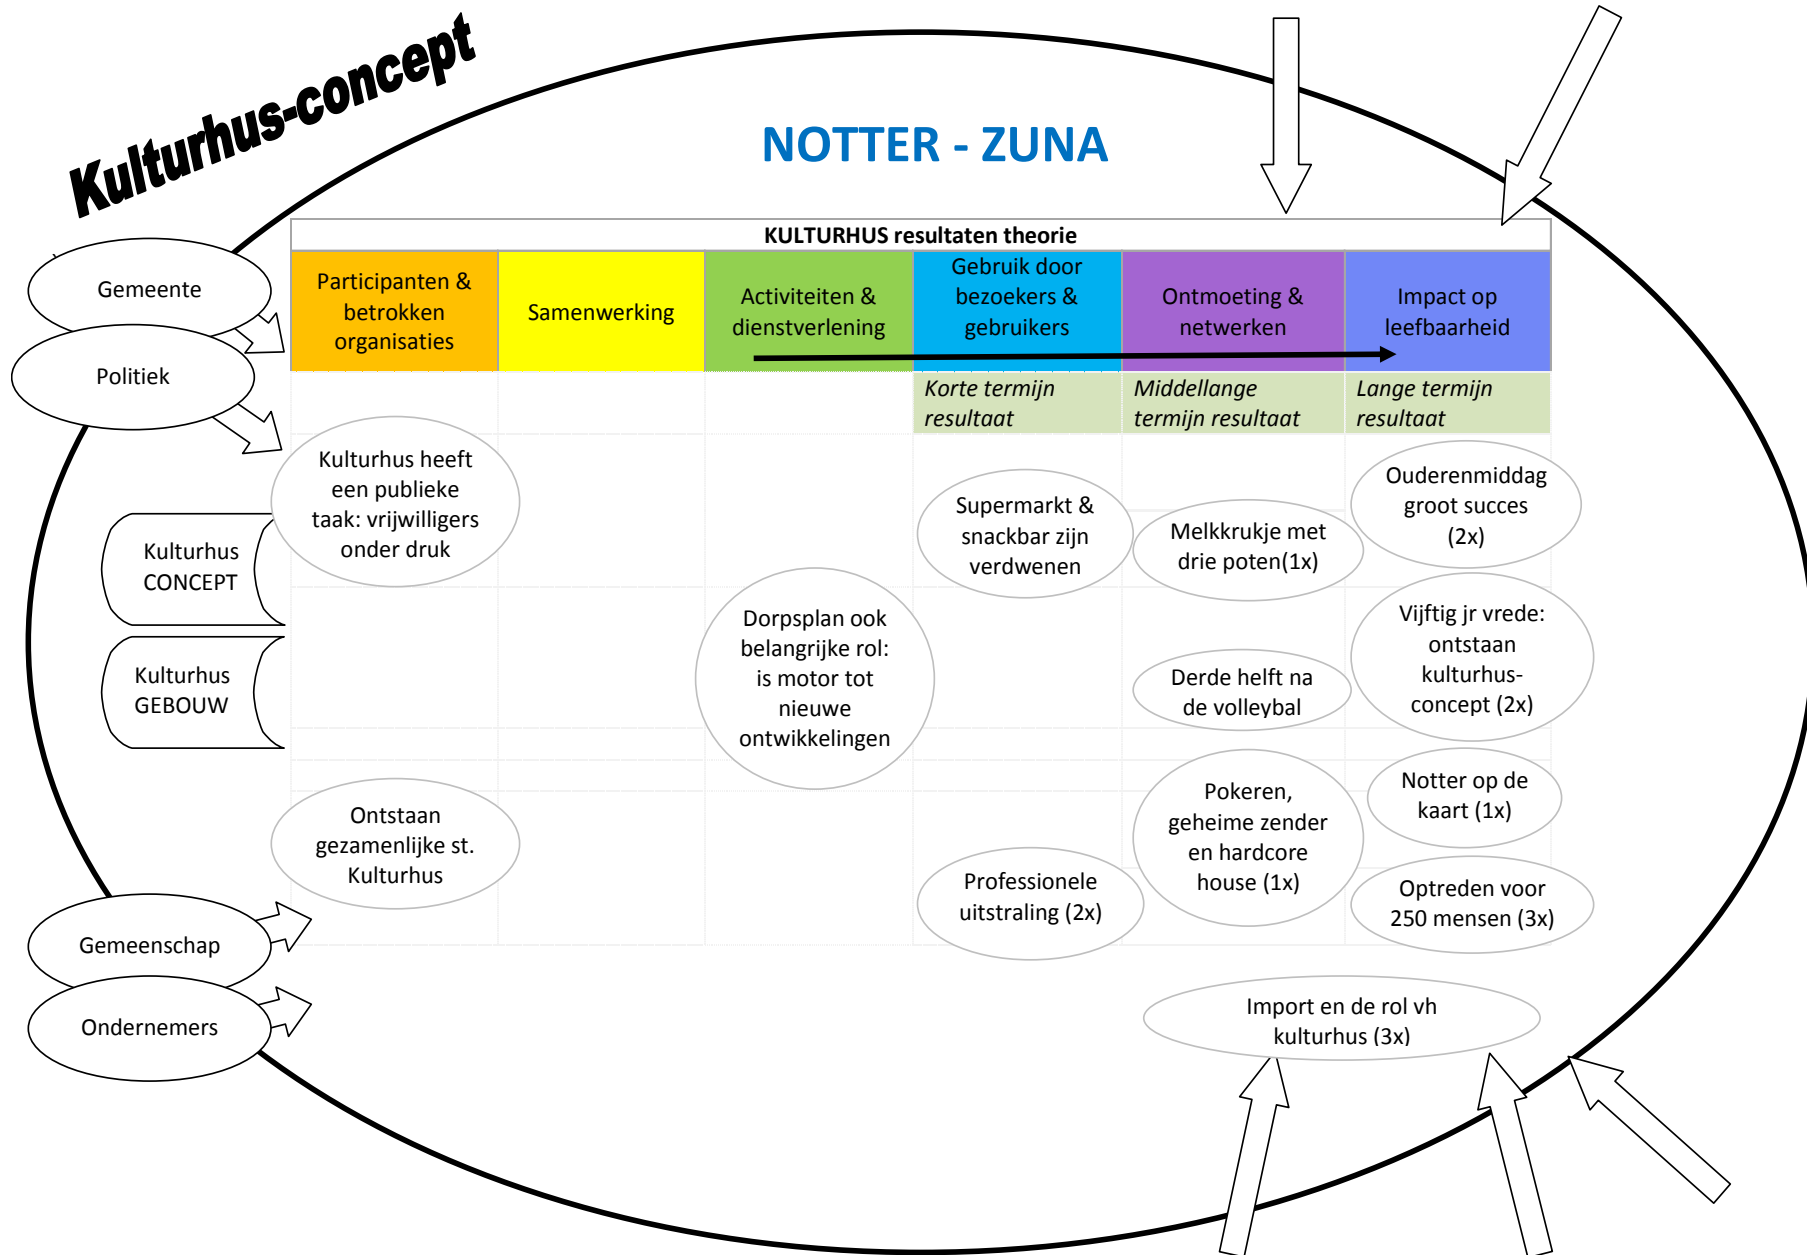 Kulturhus-concept
NOTTER - ZUNA
KULTURHUS resultaten theorie
Participanten &
betrokken
organisaties
Samenwerking
Activiteiten &
dienstverlening
Gebruik door
bezoekers &
gebruikers
Ontmoeting &
netwerken
Impact op
leefbaarheid
Korte termijn
resultaat
Middellange
termijn resultaat
Lange termijn
resultaat
Gemeente
Politiek
Kulturhus
CONCEPT
Kulturhus
GEBOUW
Gemeenschap
Ondernemers
Kulturhus heeft
een publieke
taak: vrijwilligers
onder druk
Ontstaan
gezamenlijke st.
Kulturhus
Dorpsplan ook
belangrijke rol:
is motor tot
nieuwe
ontwikkelingen
Supermarkt &
snackbar zijn
verdwenen
Professionele
uitstraling (2x)
Melkkrukje met
drie poten(1x)
Derde helft na
de volleybal
Pokeren,
geheime zender
en hardcore
house (1x)
Ouderenmiddag
groot succes
(2x)
Vijftig jr vrede:
ontstaan
kulturhus-
concept (2x)
Notter op de
kaart (1x)
Optreden voor
250 mensen (3x)
Import en de rol vh
kulturhus (3x)